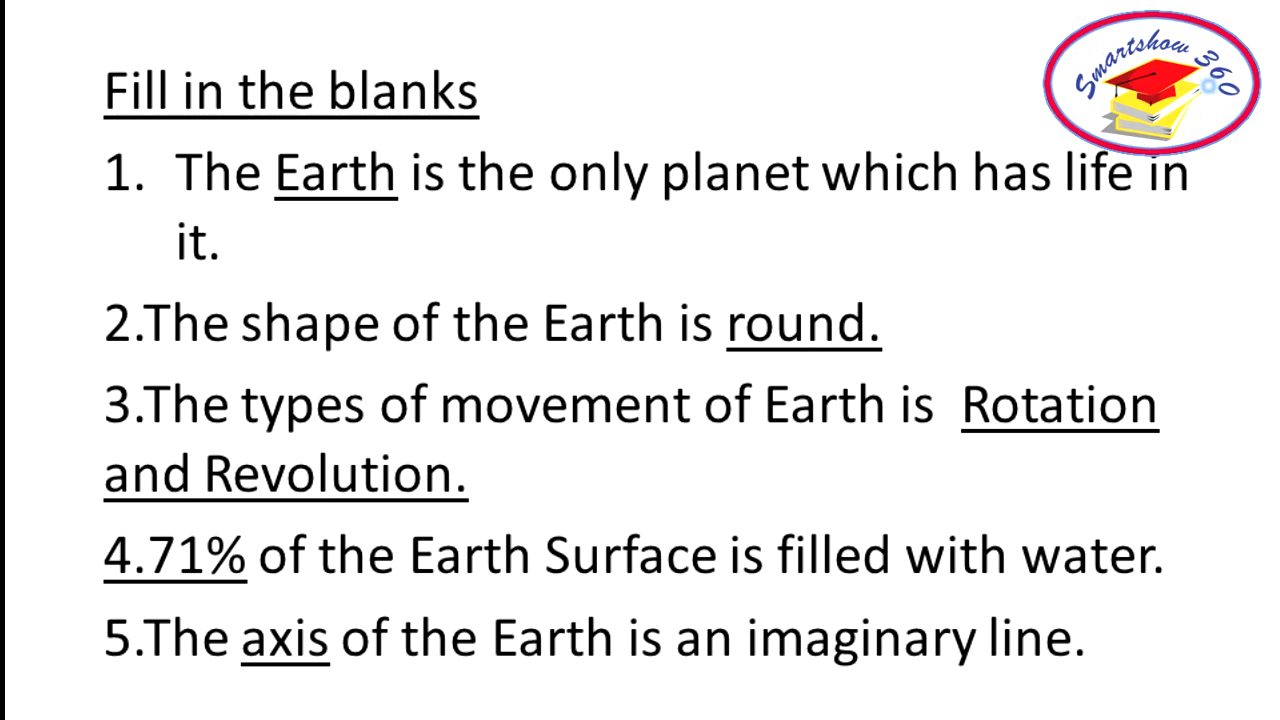 Smartshow 360
Fill in the blanks
1. The Earth is the only planet which has life in
it.
2.The shape of the Earth is round.
3.The types of movement of Earth is Rotation
and Revolution.
4.71% of the Earth Surface is filled with water.
5.The axis of the Earth is an imaginary line.